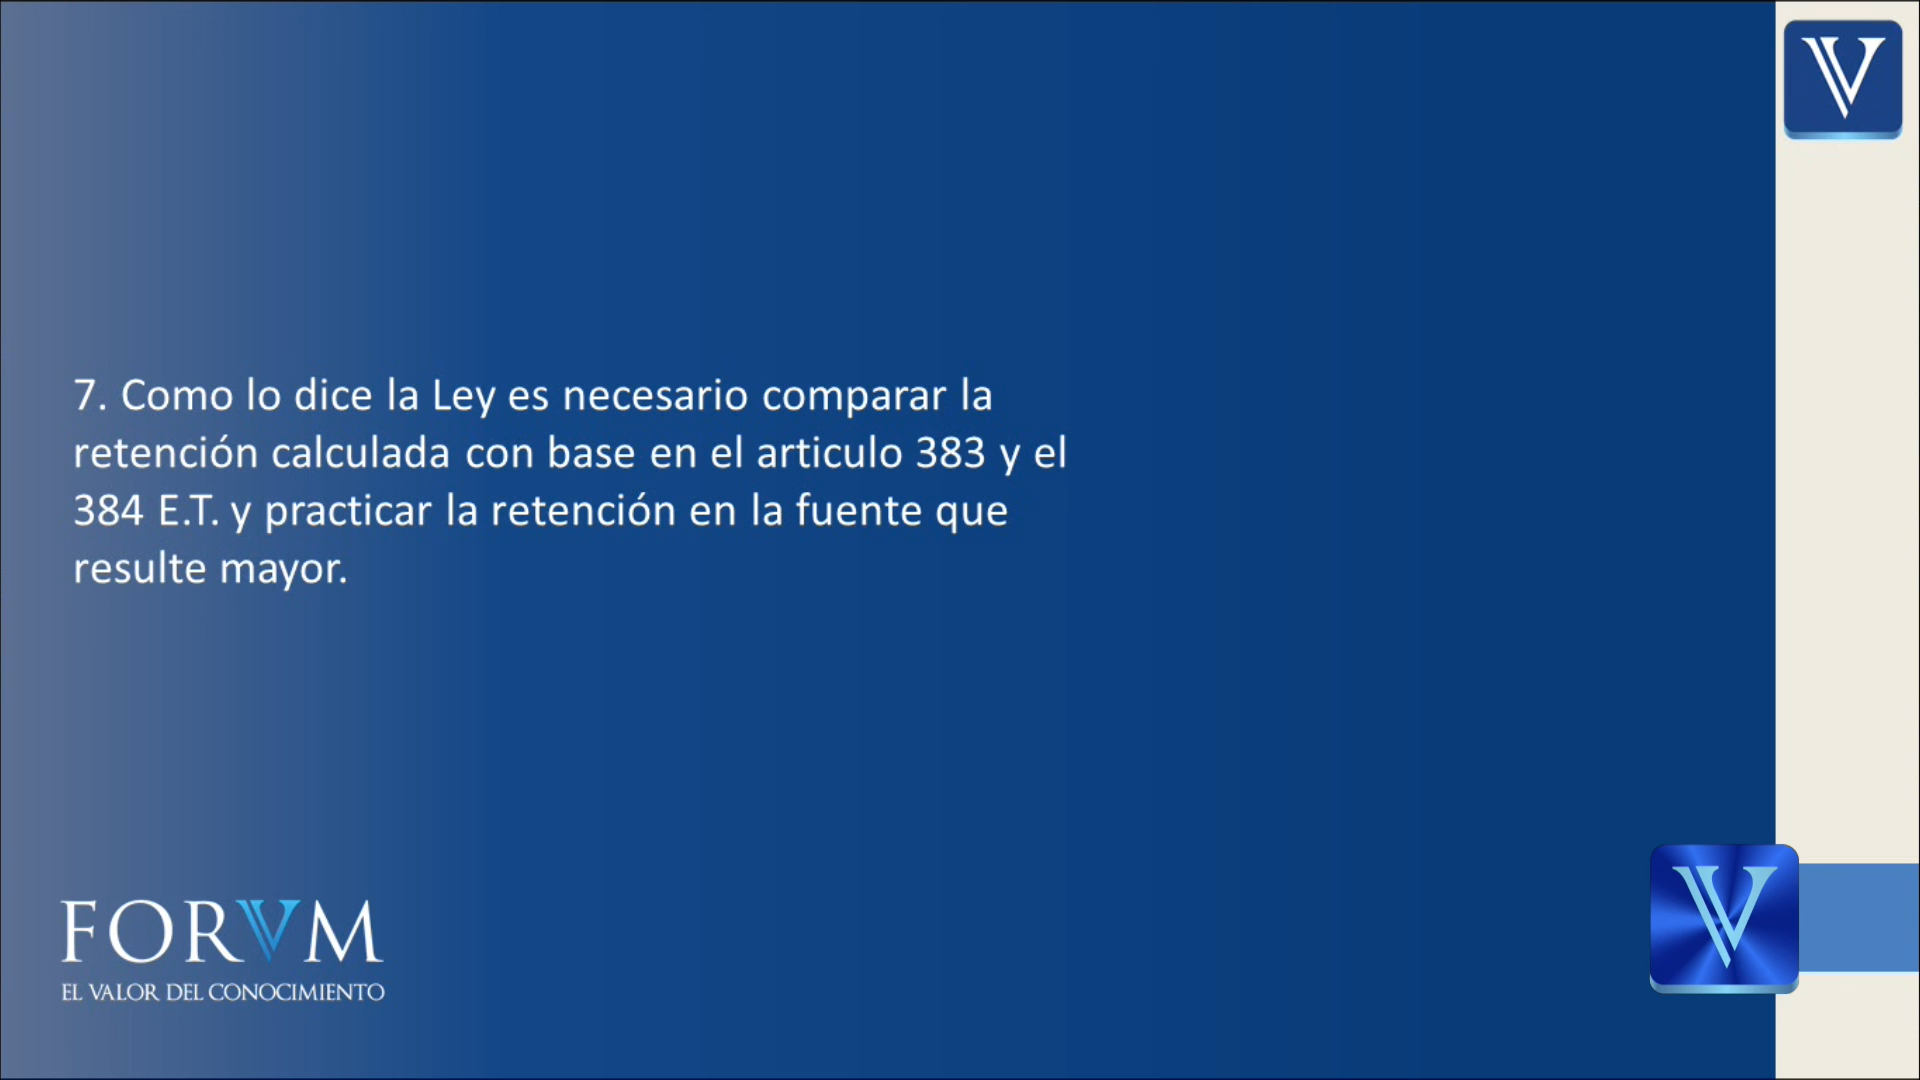 7. Como lo dice la Ley es necesario comparar la
retención calculada con base en el articulo 383 y el
384 E.T. y practicar la retención en la fuente que
resulte mayor.
FORVM
EL VALOR DEL CONOCIMIENTO
V
V